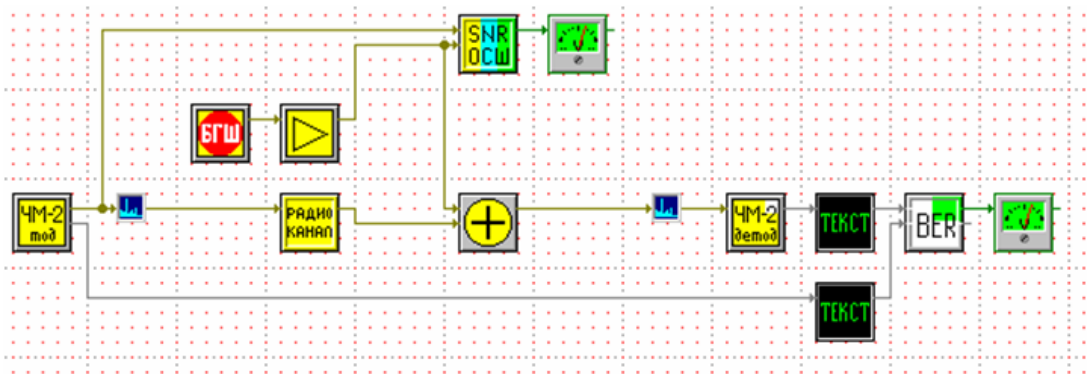 SNR
ОСШ
БГШ
ЧМ-2
mod
РАДИО
КАНАЛ
ЧМ-2
demod
ТЕКСТ
BER
ТЕКСТ